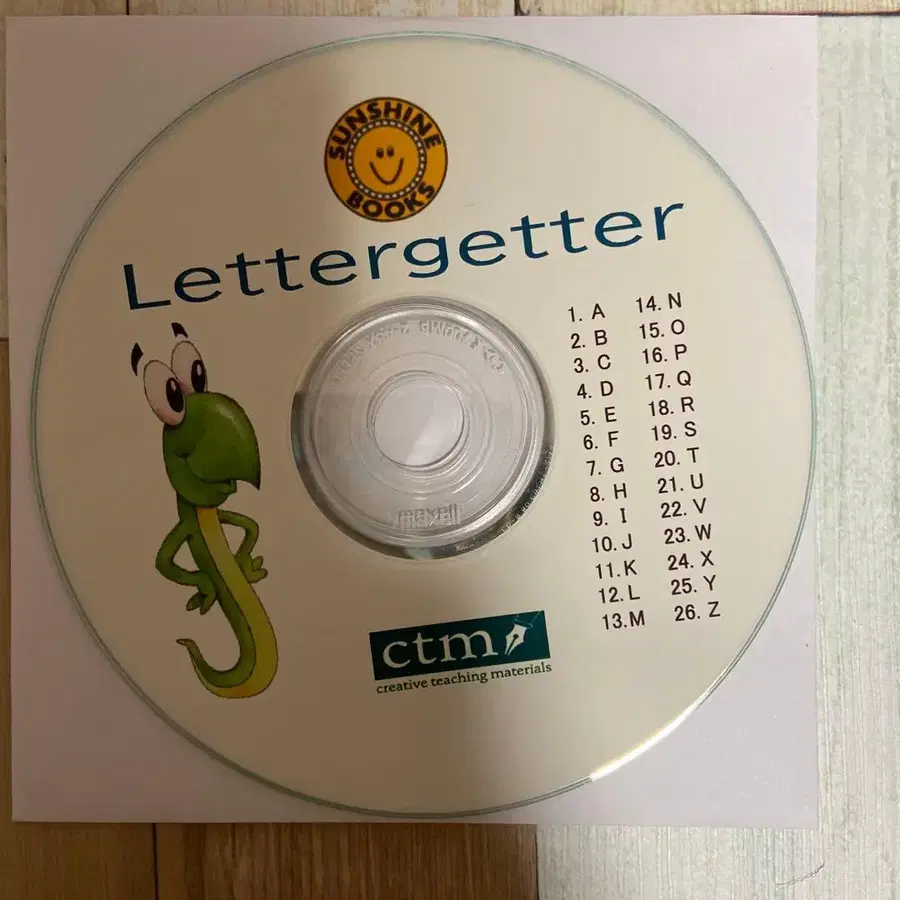 SUNSHINE
BOOKS
Lettergetter
1. A
2. B
3. C
4. D
5. E
6. F
7. G
8. H
9. I
10. J
11. K
12. L
13. M
14. N
15. O
16. P
17. Q
18. R
19. S
20. T
21. U
22. V
23. W
24. X
25. Y
26. Z
maxell
ctm
creative teaching materials